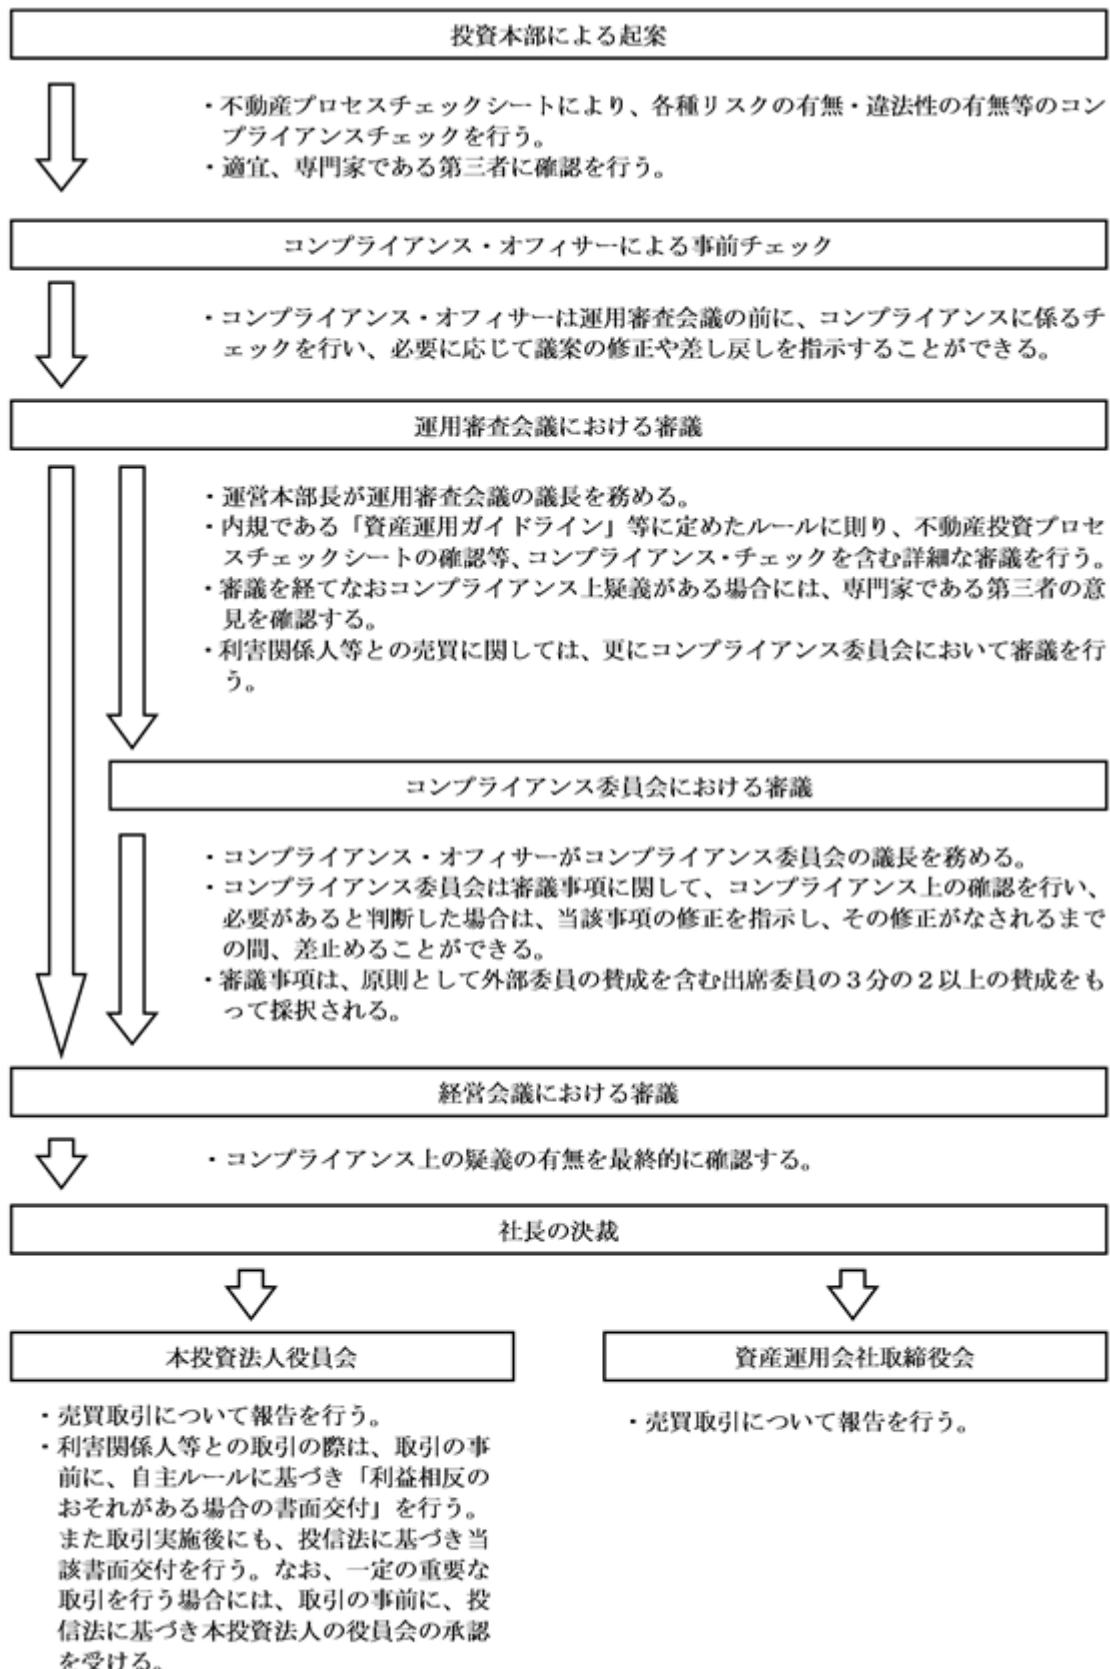 投資本部による起案
・不動産プロセスチェックシートにより、各種リスクの有無・違法性の有無等のコン
プライアンスチェックを行う。
・適宜、専門家である第三者に確認を行う。
コンプライアンス・オフィサーによる事前チェック
・コンプライアンス・オフィサーは運用審査会議の前に、コンプライアンスに係るチ
ェックを行い、必要に応じて議案の修正や差し戻しを指示することができる。
運用審査会議における審議
・運営本部長が運用審査会議の議長を務める。
・内規である「資産運用ガイドライン」等に定めたルールに則り、不動産投資プロセ
スチェックシートの確認等、コンプライアンス・チェックを含む詳細な審議を行う。
・審議を経てなおコンプライアンス上疑義がある場合には、専門家である第三者の意
見を確認する。
・利害関係人等との売買に関しては、更にコンプライアンス委員会において審議を行
う。
コンプライアンス委員会における審議
・コンプライアンス・オフィサーがコンプライアンス委員会の議長を務める。
・コンプライアンス委員会は審議事項に関して、コンプライアンス上の確認を行い、
必要があると判断した場合は、当該事項の修正を指示し、その修正がなされるまで
の間、差止めることができる。
・審議事項は、原則として外部委員の賛成を含む出席委員の3分の2以上の賛成をも
って採択される。
経営会議における審議
・コンプライアンス上の疑義の有無を最終的に確認する。
社長の決裁
本投資法人役員会
・売買取引について報告を行う。
・利害関係人等との取引の際は、取引の事
前に、自主ルールに基づき「利益相反の
おそれがある場合の書面交付」を行う。
また取引実施後にも、投信法に基づき当
該書面交付を行う。なお、一定の重要な
取引を行う場合には、取引の事前に、投
信法に基づき本投資法人の役員会の承認
を受ける。
資産運用会社取締役会
・売買取引について報告を行う。